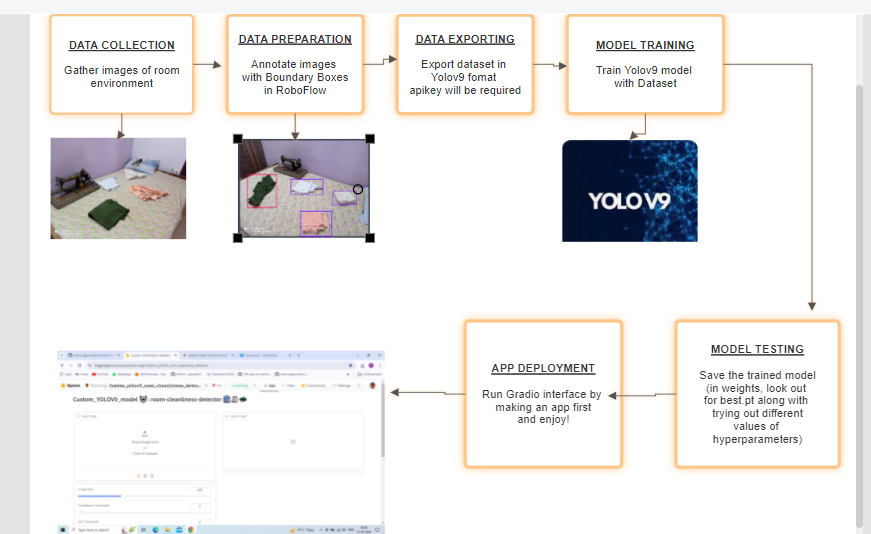 DATA COLLECTION
Gather images of room
environment
DATA PREPARATION
Annotate images
with Boundary Boxes
in RoboFlow
DATA EXPORTING
Export dataset in
Yolov9 fomat
apikey will be required
MODEL TRAINING
Train Yolov9 model
with Dataset
YOLO V9
MODEL TESTING
Save the trained model
(in weights, look out
for best.pt along with
trying out different
values of
hyperparameters)
APP DEPLOYMENT
Run Gradio interface by
making an app first
and enjoy!
Custom_YOLOV9_model room-cleanliness-detector